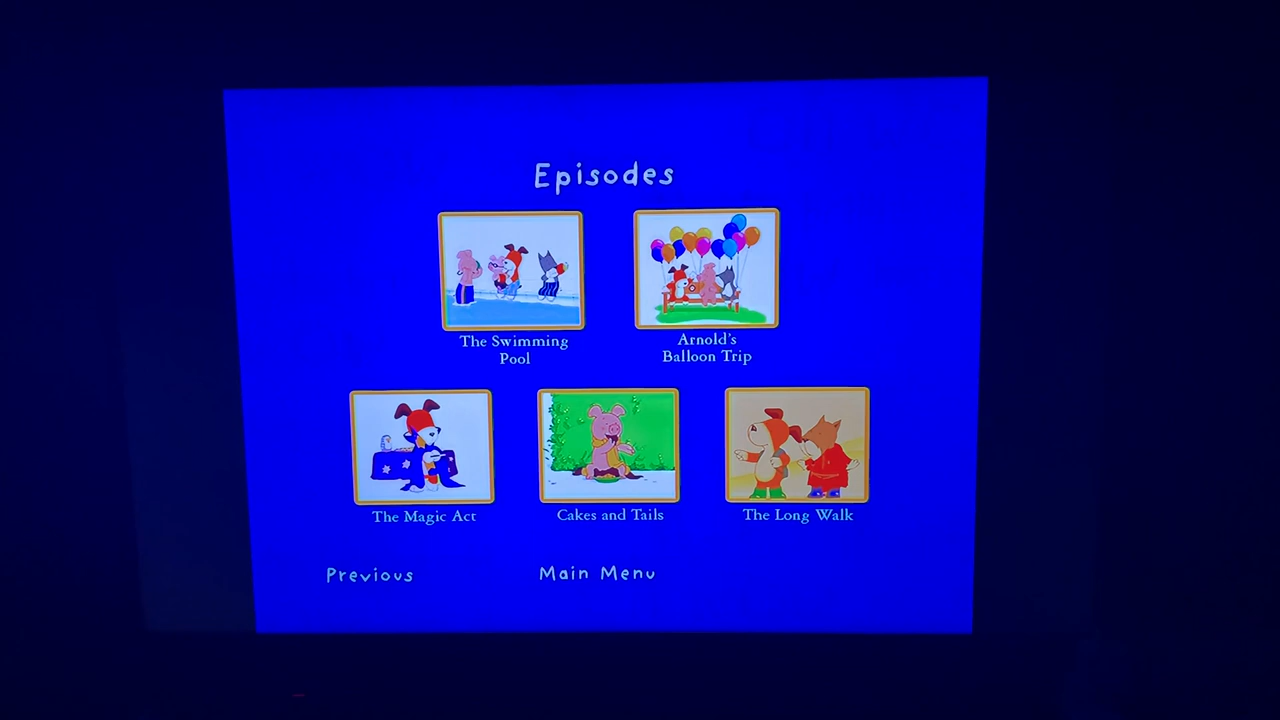 Episodes
The Swimming
Pool
Arnold's
Balloon Trip
The Magic Act
Cakes and Tails
The Long Walk
Previous
Main Menu